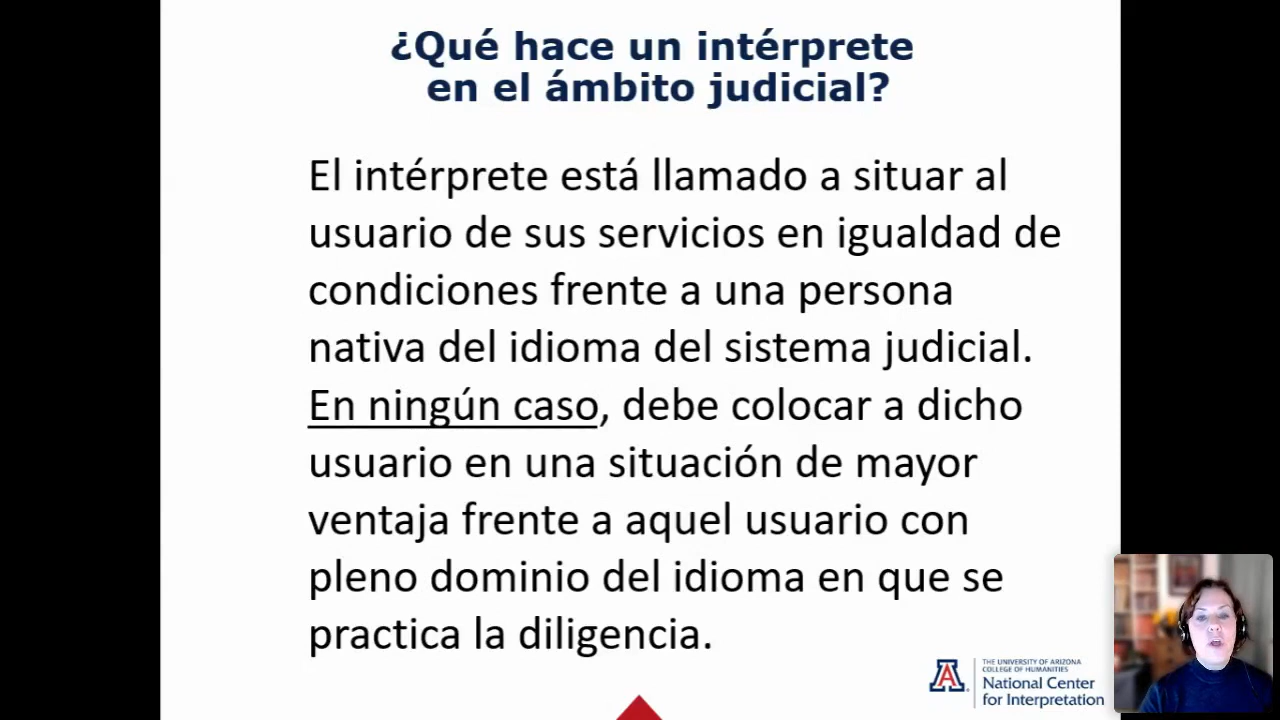 ¿Qué hace un intérprete
en el ámbito judicial?
El intérprete está llamado a situar al
usuario de sus servicios en igualdad de
condiciones frente a una persona
nativa del idioma del sistema judicial.
En ningún caso, debe colocar a dicho
usuario en una situación de mayor
ventaja frente a aquel usuario con
pleno dominio del idioma en que se
practica la diligencia.
A
THE UNIVERSITY OF ARIZONA
COLLEGE OF HUMANITIES
National Center
for Interpretation